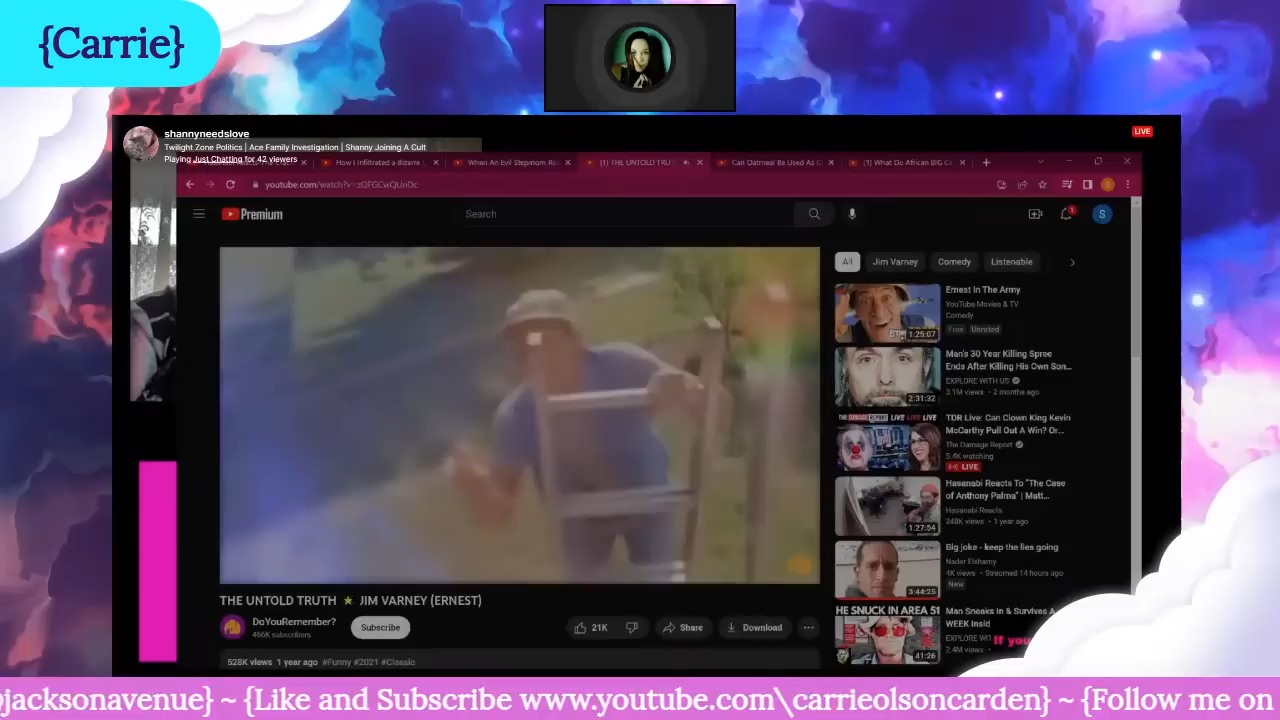 {Carrie}
shannyneedslove
Twilight Zone Politics | Ace Family Investigation | Shanny Joining A Cult
Playing Just Chatting for 42 viewers
LIVE
How I Infiltrated a Bizarre
When An Evil Stepmom
(1) THE UNTOLD TRUT
Can Oatmeal Be Used As
(1) What Do African BIG C
youtube.com/watch?v=zQFGCwQUnDc
Premium
Search
1
S
All
Jim Varney
Comedy
Listenable
Ernest In The Army
YouTube Movies & TV
Comedy
Free
Unrated
1:25:07
Man's 30 Year Killing Spree
Ends After Killing His Own Son...
EXPLORE WITH US
3.1M views • 2 months ago
2:31:32
TDR Live: Can Clown King Kevin
McCarthy Pull Out A Win? Or...
The Damage Report
5.4K watching
LIVE
Hasanabi Reacts To "The Case
of Anthony Palma" | Matt...
Hasanabi Reacts
248K views • 1 year ago
1:27:54
Big joke - keep the lies going
Nader Elshamy
4K views • Streamed 14 hours ago
New
3:44:25
HE SNUCK IN AREA 51
Man Sneaks In & Survives A
WEEK Insid
EXPLORE WIT
2.4M
41:26
If you
THE UNTOLD TRUTH ★ JIM VARNEY (ERNEST)
DoYouRemember?
466K subscribers
Subscribe
21K
Share
Download
528K views 1 year ago #Funny #2021 #Classic
jacksonavenue} ~ {Like and Subscribe www.youtube.com\carrieolsoncarden} ~ {Follow me on